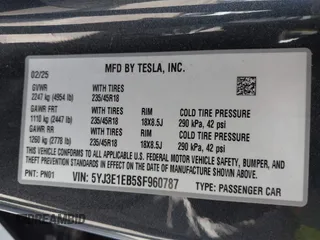 02/25 MFD BY TESLA, INC.
GVWR WITH TIRES
2247 kg (4954 lb) 235/45R18
GAWR FRT WITH TIRES RIM COLD TIRE PRESSURE
1110 kg (2447 lb) 235/45R18 18X8.5J 290 kPa, 42 psi
GAWR RR WITH TIRES RIM COLD TIRE PRESSURE
1260 kg (2778 lb) 235/45R18 18X8.5J 290 kPa, 42 psi
THIS VEHICLE CONFORMS TO ALL APPLICABLE U.S. FEDERAL MOTOR VEHICLE SAFETY, BUMPER, AND
THEFT PREVENTION STANDARDS IN EFFECT ON THE DATE OF MANUFACTURE SHOWN ABOVE.
PNT: PN01 VIN: 5YJ3E1EB5SF960787 TYPE: PASSENGER CAR
DREAMBID